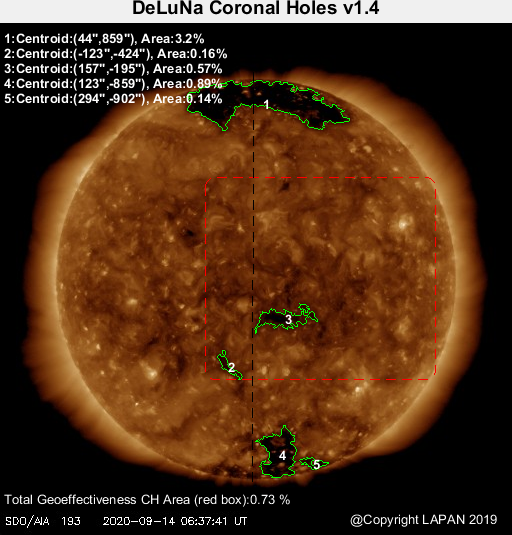 DeLuNa Coronal Holes v1.4
1:Centroid:(44",859"), Area:3.2%
2:Centroid:(-123",-424"), Area:0.16%
3:Centroid:(157",-195"), Area:0.57%
4:Centroid:(123",-859"), Area:0.89%
5:Centroid:(294",-902"), Area:0.14%
1
3
2
4
5
Total Geoeffectiveness CH Area (red box):0.73 %
SDO/AIA 193 2020-09-14 06:37:41 UT
@Copyright LAPAN 2019